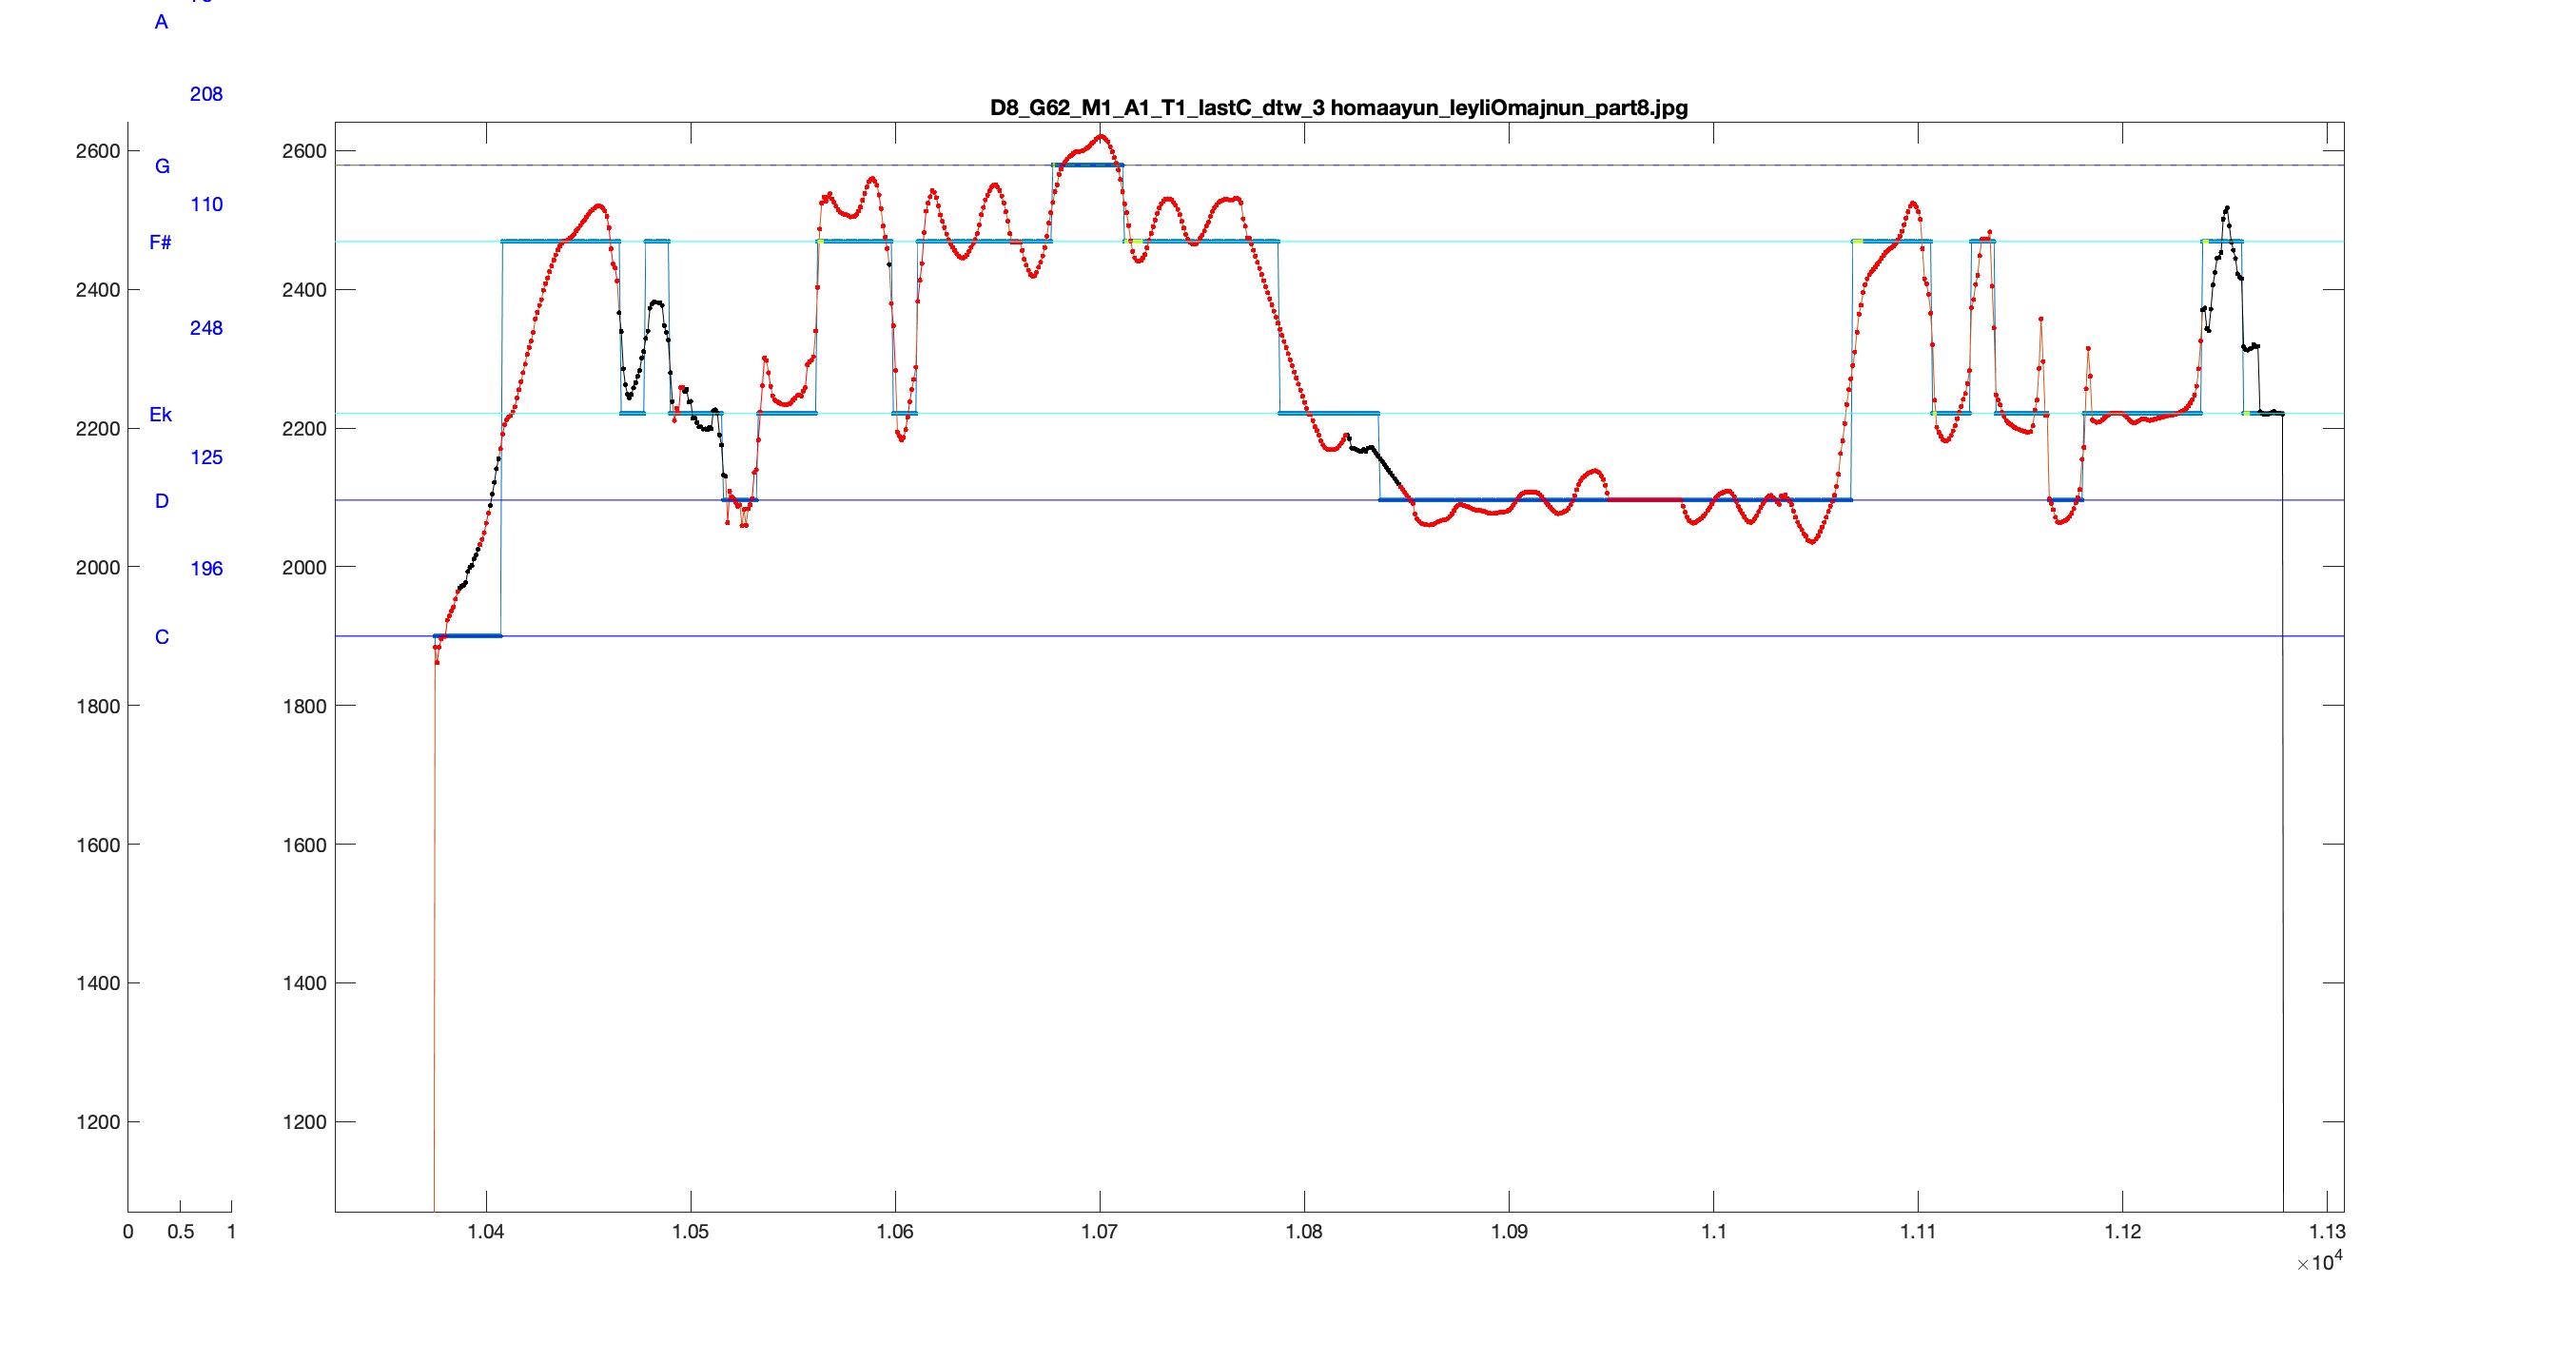 A
208
D8_G62_M1_A1_T1_lastC_dtw_3 homaayun_leyliOmajnun_part8.jpg
2600 G 2600
110
F#
2400 2400
248
Ek
2200 2200
125
D
2000 196 2000
C
1800 1800
1600 1600
1400 1400
1200 1200
0 0.5 1 1.04 1.05 1.06 1.07 1.08 1.09 1.1 1.11 1.12 1.13
×10^4